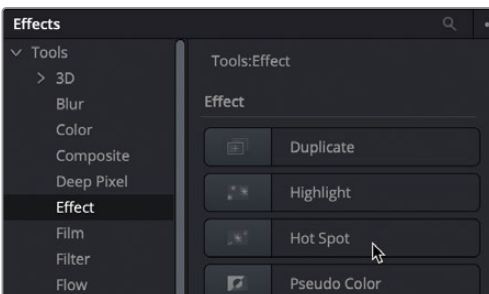 Effects
Tools
3D
Blur
Color
Composite
Deep Pixel
Effect
Film
Filter
Flow
Tools:Effect
Effect
Duplicate
Highlight
Hot Spot
Pseudo Color